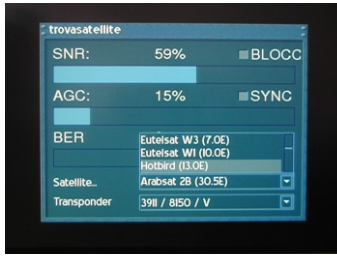 trovasatellite
SNR: 59% BLOCC
AGC: 15% SYNC
BER
Eutelsat W3 (7.0E)
Eutelsat W1 (10.0E)
Hotbird (13.0E)
Satellite.. Arabsat 2B (30.5E)
Transponder 3911 / 8150 / V